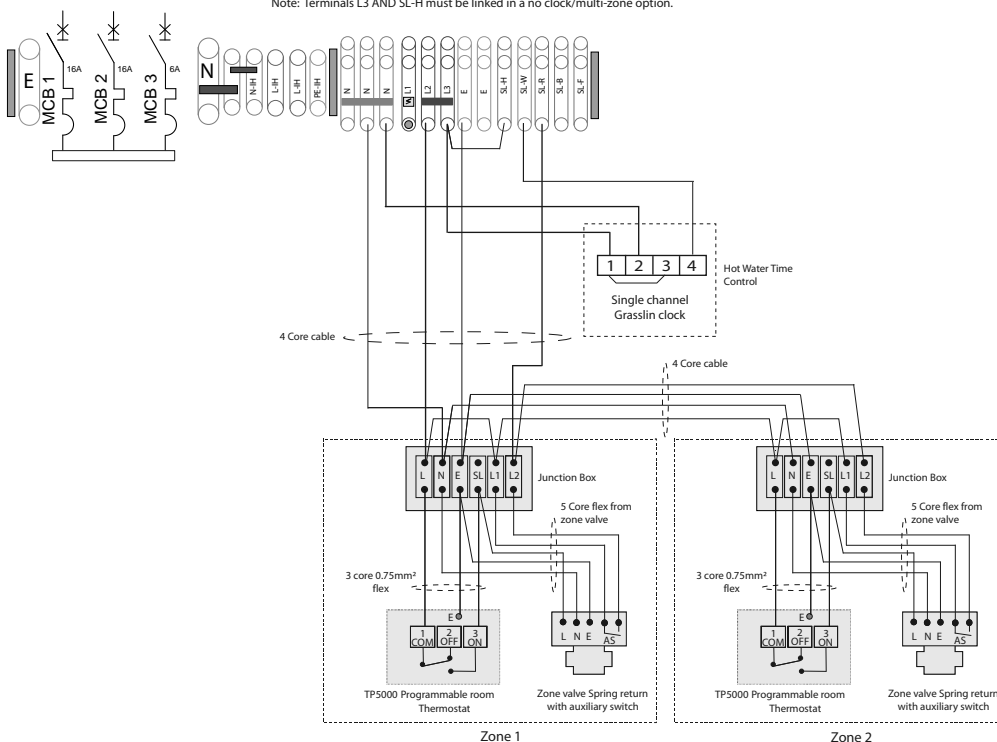 Note: Terminals L3 AND SL-H must be linked in a no clock/multi-zone option.
E
MCB 1
16A
MCB 2
16A
MCB 3
6A
N
N-IH
L-IH
L-IH
PE-IH
N
N
N
L1
L2
L3
E
E
SL-H
SL-W
SL-R
SL-B
SL-F
1 2 3 4
Hot Water Time
Control
Single channel
Grasslin clock
4 Core cable
4 Core cable
L N E SL L1 L2
Junction Box
5 Core flex from
zone valve
3 core 0.75mm²
flex
E
1 2 3
COM OFF ON
L N E AS
TP5000 Programmable room
Thermostat
Zone valve Spring return
with auxiliary switch
Zone 1
L N E SL L1 L2
Junction Box
5 Core flex from
zone valve
3 core 0.75mm²
flex
E
1 2 3
COM OFF ON
L N E AS
TP5000 Programmable room
Thermostat
Zone valve Spring return
with auxiliary switch
Zone 2